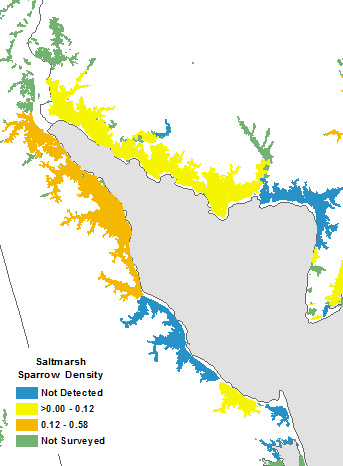 Saltmarsh
Sparrow Density
Not Detected
>0.00 - 0.12
0.12 - 0.58
Not Surveyed